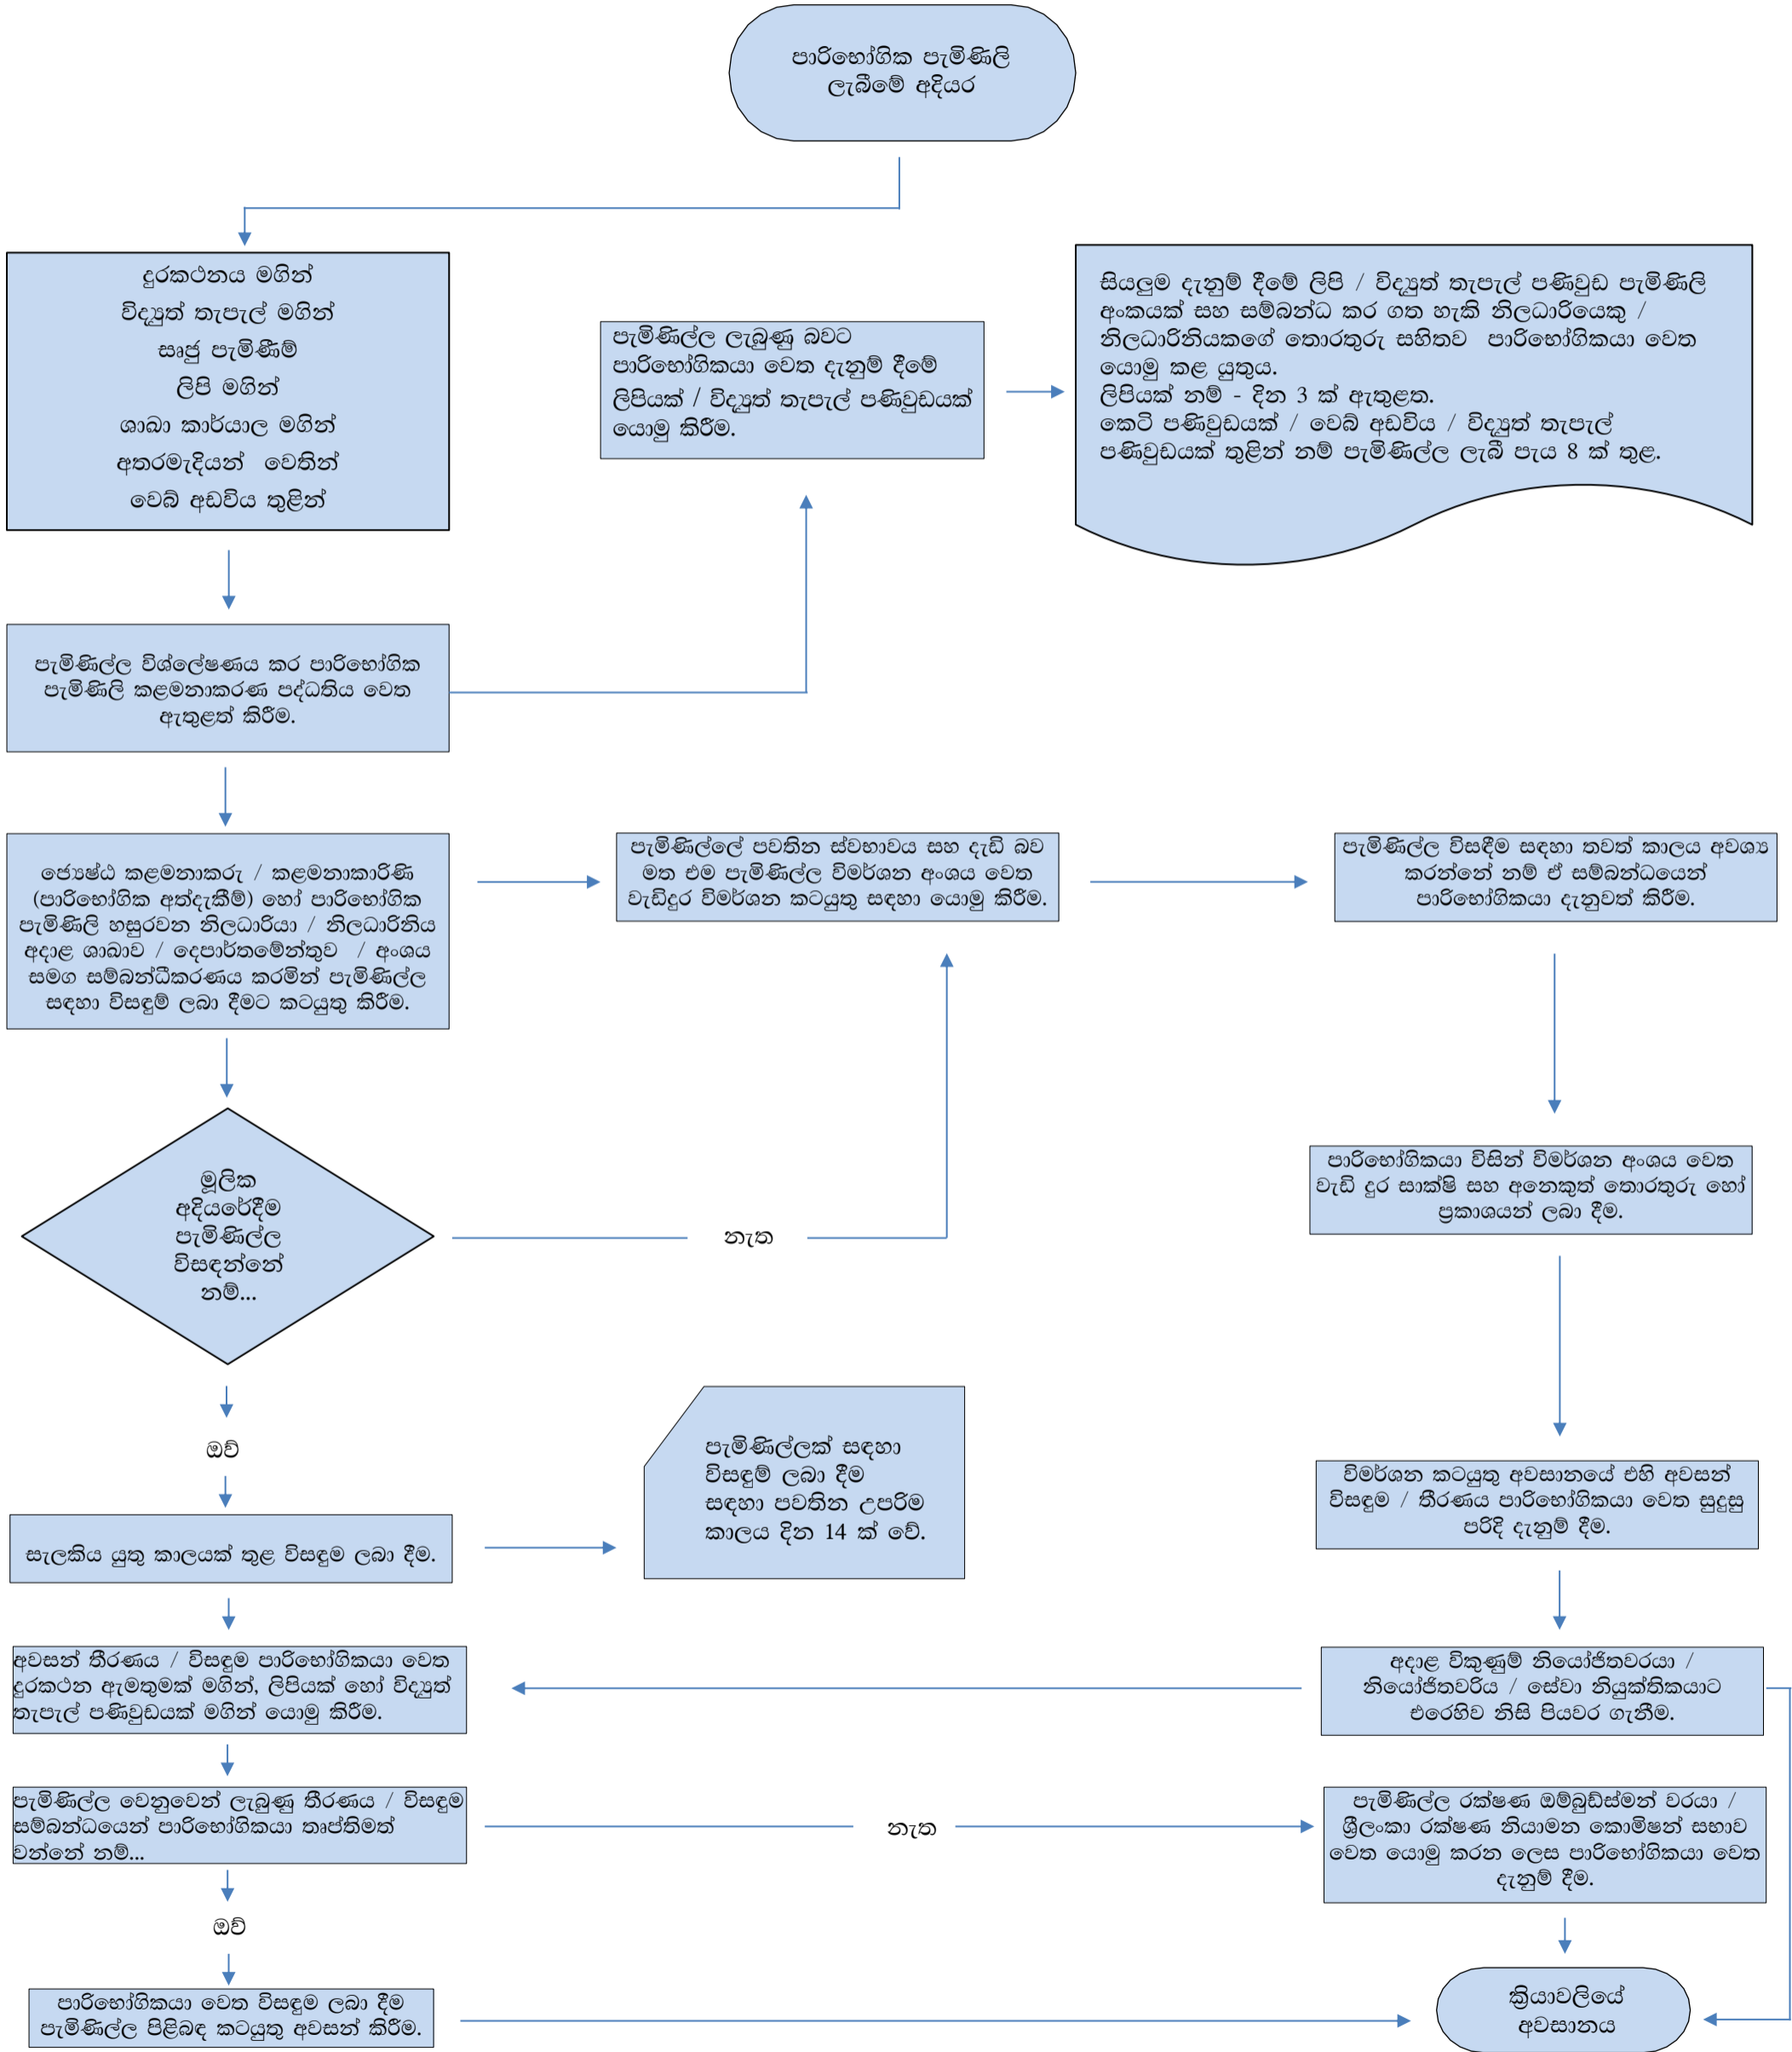 පාරිභෝගික පැමිණිලි
ලැබීමේ අදියර
දුරකථනය මගින්
විද්‍යුත් තැපැල් මගින්
සෘජු පැමිණීම්
ලිපි මගින්
ශාඛා කාර්යාල මගින්
අතරමැදියන් වෙතින්
වෙබ් අඩවිය තුළින්
පැමිණිල්ල ලැබුණු බවට
පාරිභෝගිකයා වෙත දැනුම් දීමේ
ලිපියක් / විද්‍යුත් තැපැල් පණිවුඩයක්
යොමු කිරීම.
සියලුම දැනුම් දීමේ ලිපි / විද්‍යුත් තැපැල් පණිවුඩ පැමිණිලි
අංකයක් සහ සම්බන්ධ කර ගත හැකි නිලධාරියෙකු /
නිලධාරිනියකගේ තොරතුරු සහිතව පාරිභෝගිකයා වෙත
යොමු කළ යුතුය.
ලිපියක් නම් - දින 3 ක් ඇතුළත.
කෙටි පණිවුඩයක් / වෙබ් අඩවිය / විද්‍යුත් තැපැල්
පණිවුඩයක් තුළින් නම් පැමිණිල්ල ලැබී පැය 8 ක් තුළ.
පැමිණිල්ල විශ්ලේෂණය කර පාරිභෝගික
පැමිණිලි කළමනාකරණ පද්ධතිය වෙත
ඇතුළත් කිරීම.
ජ්‍යෙෂ්ඨ කළමනාකරු / කළමනාකාරිණි
(පාරිභෝගික අත්දැකීම්) හෝ පාරිභෝගික
පැමිණිලි හසුරවන නිලධාරියා / නිලධාරිනිය
අදාළ ශාඛාව / දෙපාර්තමේන්තුව / අංශය
සමග සම්බන්ධීකරණය කරමින් පැමිණිල්ල
සඳහා විසඳුම් ලබා දීමට කටයුතු කිරීම.
පැමිණිල්ලේ පවතින ස්වභාවය සහ දැඩි බව
මත එම පැමිණිල්ල විමර්ශන අංශය වෙත
වැඩිදුර විමර්ශන කටයුතු සඳහා යොමු කිරීම.
පැමිණිල්ල විසඳීම සඳහා තවත් කාලය අවශ්‍ය
කරන්නේ නම් ඒ සම්බන්ධයෙන්
පාරිභෝගිකයා දැනුවත් කිරීම.
මූලික
අදියරේදීම
පැමිණිල්ල
විසඳන්නේ
නම්...
නැත
පාරිභෝගිකයා විසින් විමර්ශන අංශය වෙත
වැඩි දුර සාක්ෂි සහ අනෙකුත් තොරතුරු හෝ
ප්‍රකාශයන් ලබා දීම.
ඔව්
පැමිණිල්ලක් සඳහා
විසඳුම් ලබා දීම
සඳහා පවතින උපරිම
කාලය දින 14 ක් වේ.
විමර්ශන කටයුතු අවසානයේ එහි අවසන්
විසඳුම / තීරණය පාරිභෝගිකයා වෙත සුදුසු
පරිදි දැනුම් දීම.
සැලකිය යුතු කාලයක් තුළ විසඳුම ලබා දීම.
අවසන් තීරණය / විසඳුම පාරිභෝගිකයා වෙත
දුරකථන ඇමතුමක් මගින්, ලිපියක් හෝ විද්‍යුත්
තැපැල් පණිවුඩයක් මගින් යොමු කිරීම.
අදාළ විකුණුම් නියෝජිතවරයා /
නියෝජිතවරිය / සේවා නියුක්තිකයාට
එරෙහිව නිසි පියවර ගැනීම.
පැමිණිල්ල වෙනුවෙන් ලැබුණු තීරණය / විසඳුම
සම්බන්ධයෙන් පාරිභෝගිකයා තෘප්තිමත්
වන්නේ නම්...
නැත
පැමිණිල්ල රක්ෂණ ඔම්බුඩ්ස්මන් වරයා /
ශ්‍රීලංකා රක්ෂණ නියාමන කොමිෂන් සභාව
වෙත යොමු කරන ලෙස පාරිභෝගිකයා වෙත
දැනුම් දීම.
ඔව්
පාරිභෝගිකයා වෙත විසඳුම ලබා දීම
පැමිණිල්ල පිළිබඳ කටයුතු අවසන් කිරීම.
ක්‍රියාවලියේ
අවසානය